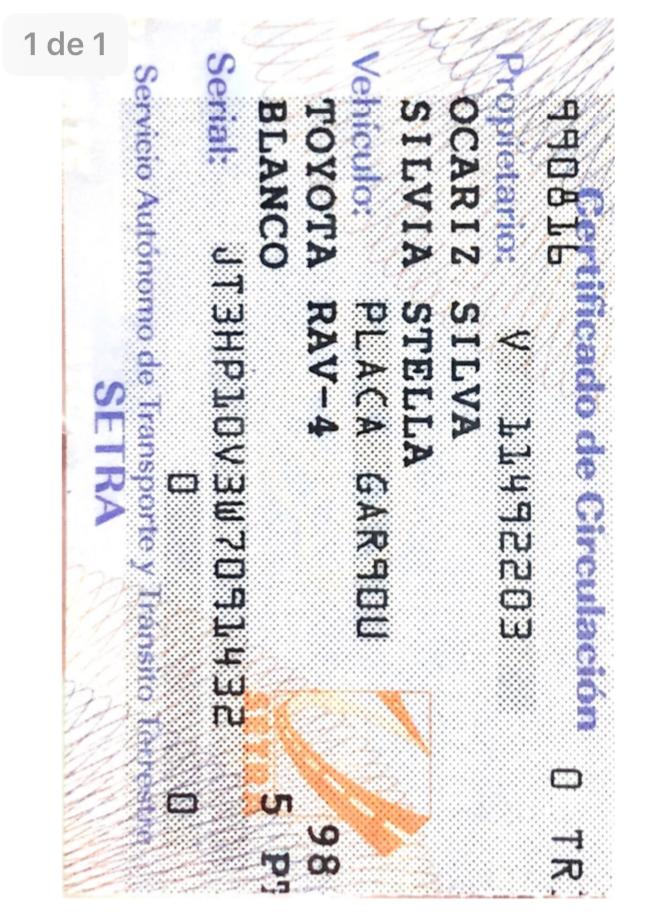 1 de 1
Certificado de Circulación
990816 0 TR
Propietario: V 11492203
OCARIZ SILVA
SILVIA STELLA
Vehículo: PLACA GAR90U
TOYOTA RAV-4 98
BLANCO 5 P
Serial: JT3HP10V3W7091432
SETRA
0 0
Servicio Autónomo de Transporte y Tránsito Terrestre
SETRA